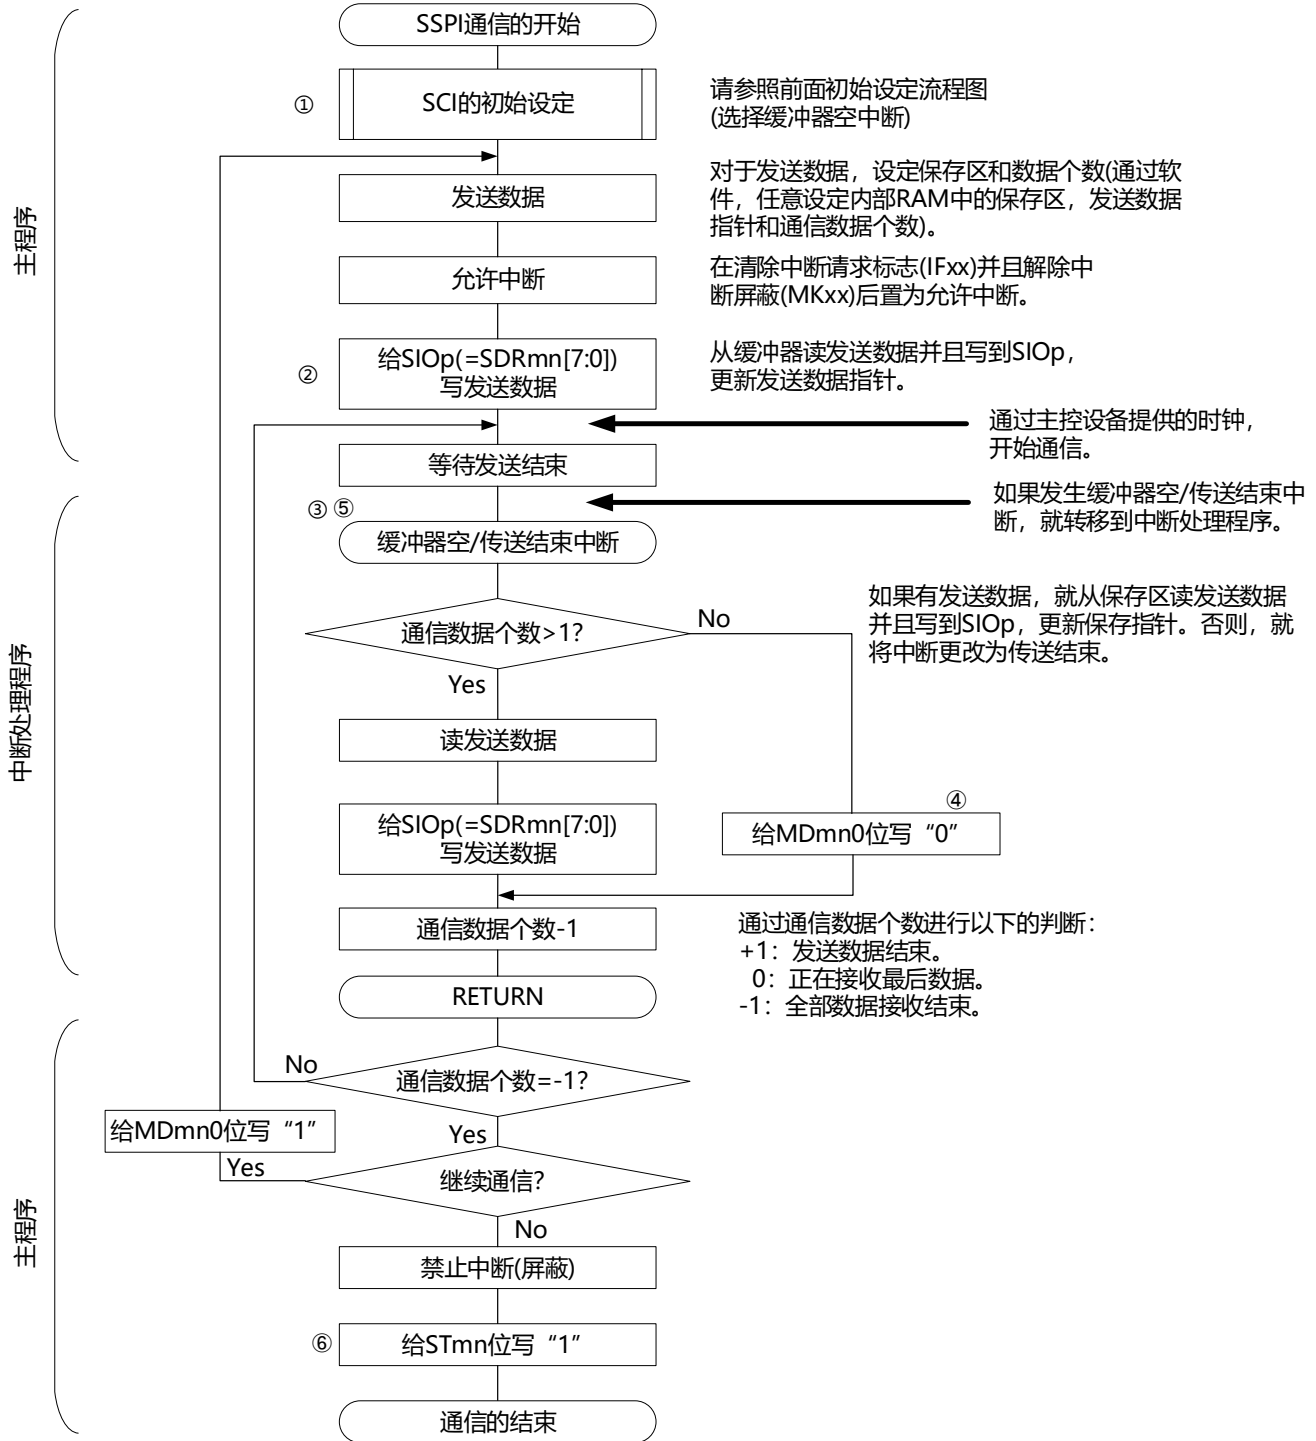 SSPI通信的开始
①
SCI的初始设定
请参照前面初始设定流程图
(选择缓冲器空中断)
主程序
发送数据
对于发送数据，设定保存区和数据个数(通过软
件，任意设定内部RAM中的保存区，发送数据
指针和通信数据个数)。
允许中断
在清除中断请求标志(IFxx)并且解除中
断屏蔽(MKxx)后置为允许中断。
②
给SIOp(=SDRmn[7:0])
写发送数据
从缓冲器读发送数据并且写到SIOp，
更新发送数据指针。
通过主控设备提供的时钟，
开始通信。
等待发送结束
③ ⑤
如果发生缓冲器空/传送结束中
断，就转移到中断处理程序。
缓冲器空/传送结束中断
中断处理程序
通信数据个数>1?
No
如果有发送数据，就从保存区读发送数据
并且写到SIOp，更新保存指针。否则，就
将中断更改为传送结束。
Yes
读发送数据
给SIOp(=SDRmn[7:0])
写发送数据
④
给MDmn0位写“0”
通信数据个数-1
通过通信数据个数进行以下的判断：
+1：发送数据结束。
0：正在接收最后数据。
-1：全部数据接收结束。
RETURN
主程序
No
通信数据个数=-1?
给MDmn0位写“1”
Yes
Yes
继续通信?
No
禁止中断(屏蔽)
⑥
给STmn位写“1”
通信的结束